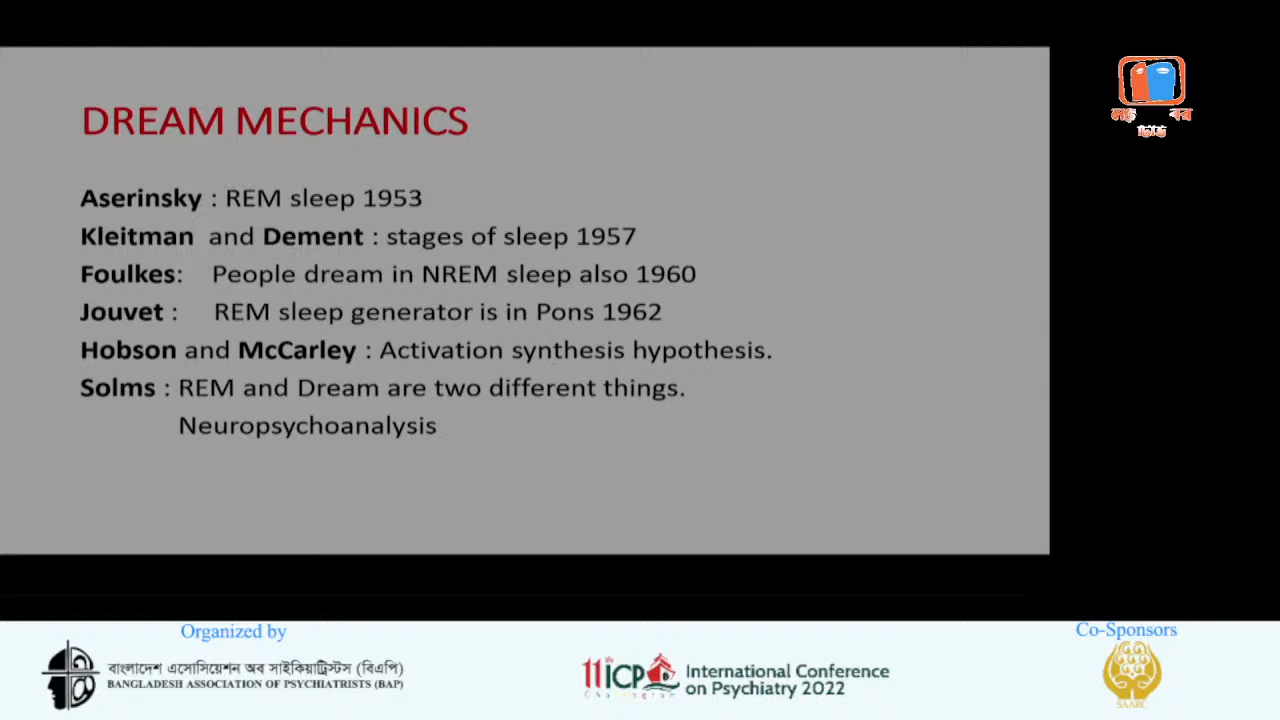 DREAM MECHANICS
Aserinsky : REM sleep 1953
Kleitman and Dement : stages of sleep 1957
Foulkes: People dream in NREM sleep also 1960
Jouvet : REM sleep generator is in Pons 1962
Hobson and McCarley : Activation synthesis hypothesis.
Solms : REM and Dream are two different things.
Neuropsychoanalysis
Organized by
বাংলাদেশ এসোসিয়েশন অব সাইকিয়াট্রিস্টস (বিএপি)
BANGLADESH ASSOCIATION OF PSYCHIATRISTS (BAP)
11th ICP
International Conference
on Psychiatry 2022
Co-Sponsors
SAARC